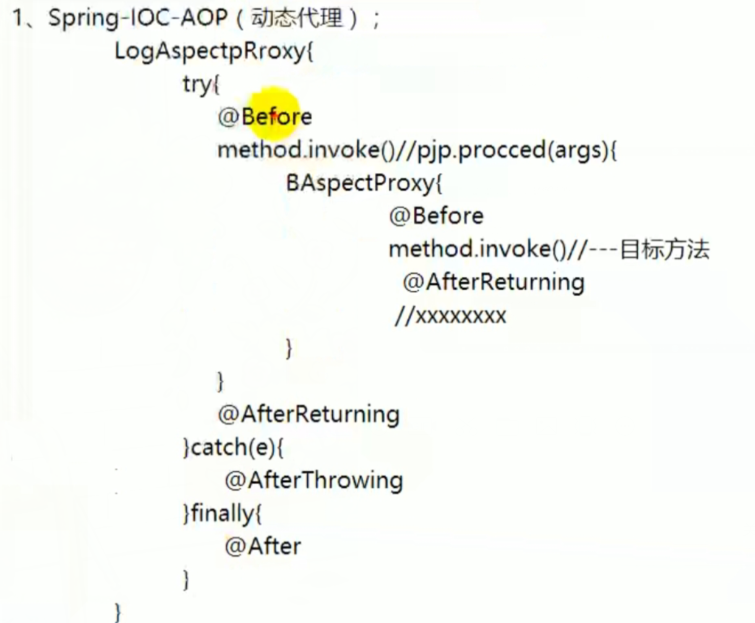 1、Spring-IOC-AOP（动态代理）；
LogAspectpRroxy{
try{
@Before
method.invoke()//pjp.procced(args){
BAspectProxy{
@Before
method.invoke()//---目标方法
@AfterReturning
//xxxxxxxx
}
}
@AfterReturning
}catch(e){
@AfterThrowing
}finally{
@After
}
}